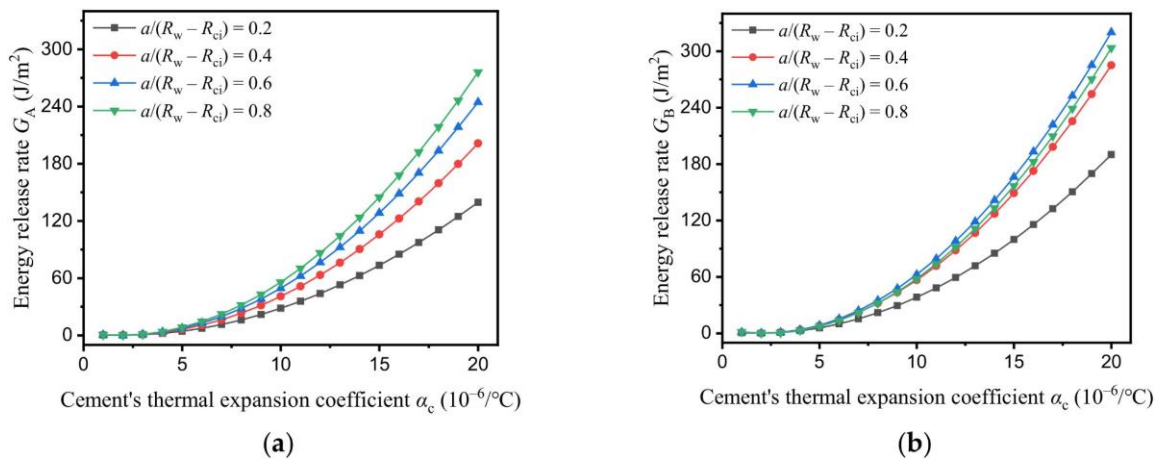 a/(Rw – Rci) = 0.2
a/(Rw – Rci) = 0.4
a/(Rw – Rci) = 0.6
a/(Rw – Rci) = 0.8
Energy release rate GA (J/m²)
300
240
180
120
60
0
0 5 10 15 20
Cement's thermal expansion coefficient αc (10⁻⁶/°C)
(a)
a/(Rw – Rci) = 0.2
a/(Rw – Rci) = 0.4
a/(Rw – Rci) = 0.6
a/(Rw – Rci) = 0.8
Energy release rate GB (J/m²)
300
240
180
120
60
0
0 5 10 15 20
Cement's thermal expansion coefficient αc (10⁻⁶/°C)
(b)